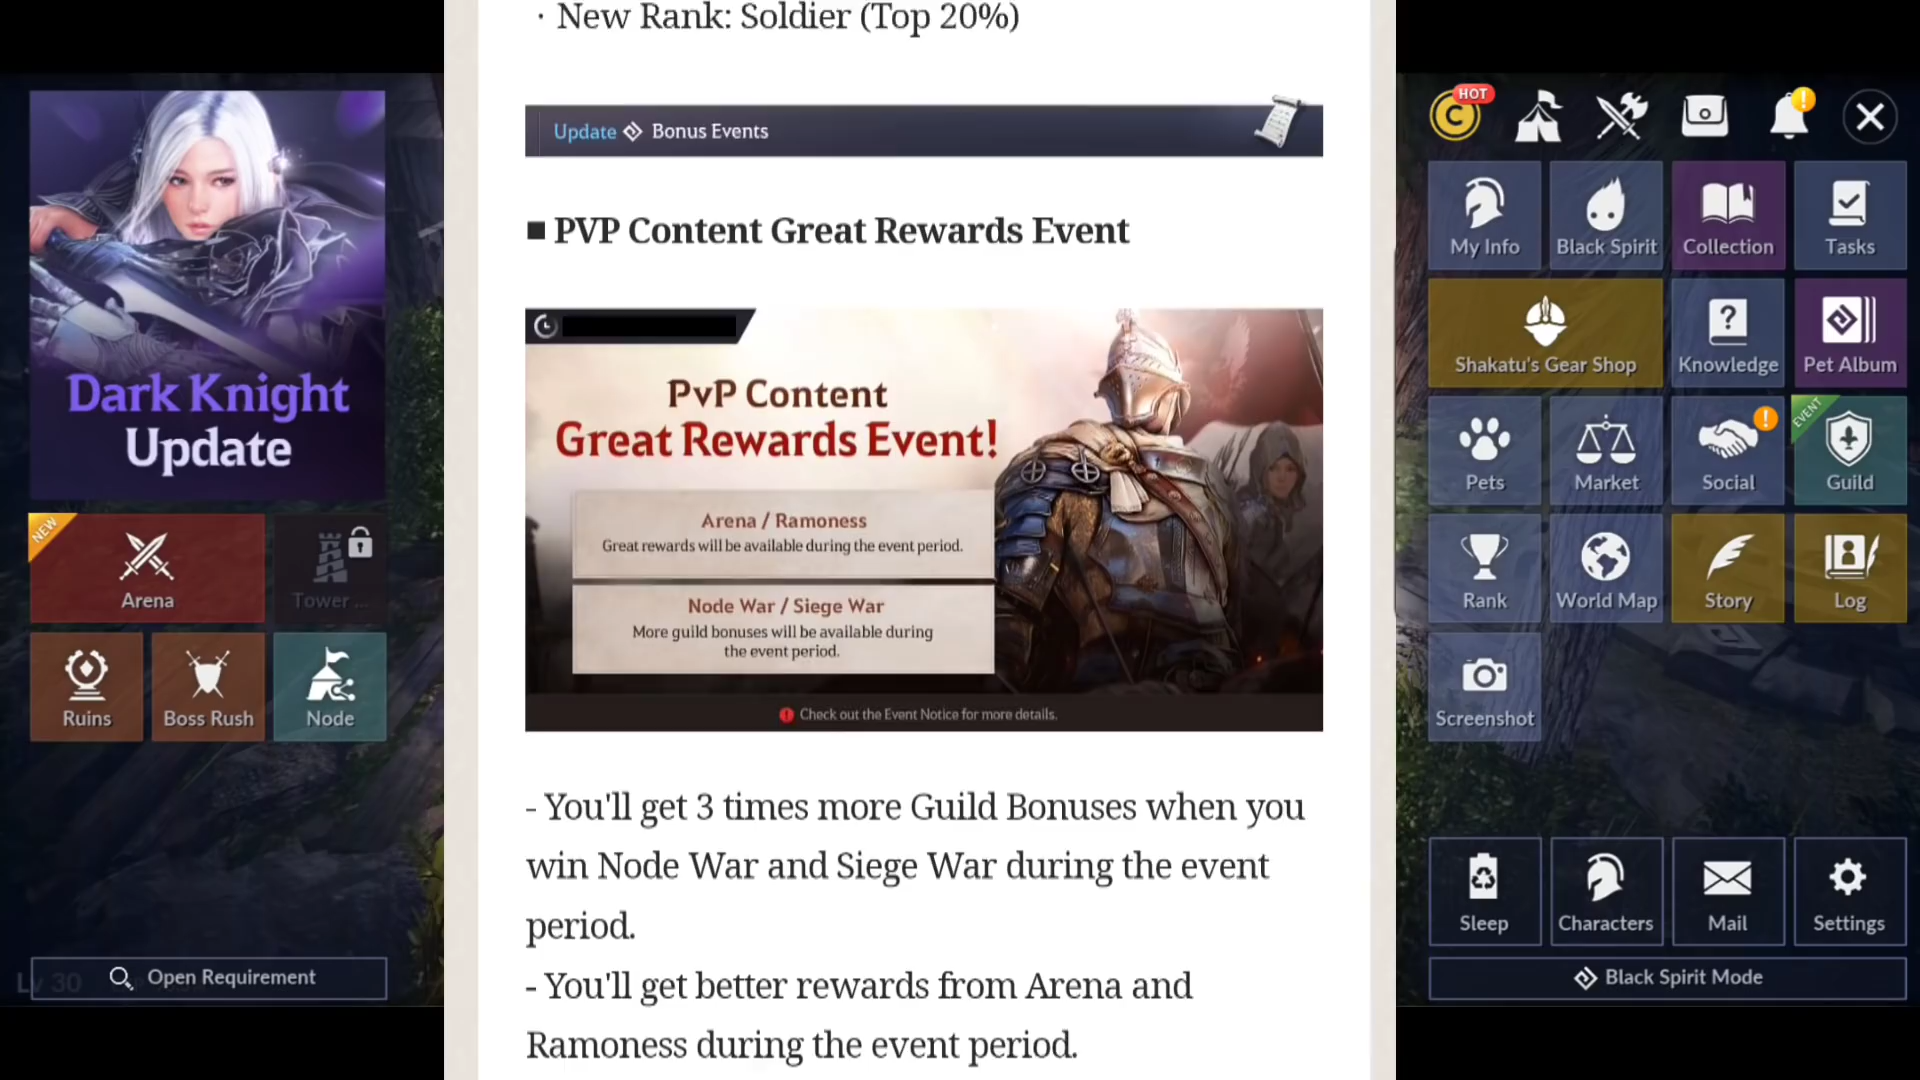 · New Rank: Soldier (Top 20%)
Update Bonus Events
■ PVP Content Great Rewards Event
PvP Content
Great Rewards Event!
Arena / Ramoness
Great rewards will be available during the event period.
Node War / Siege War
More guild bonuses will be available during
the event period.
Check out the Event Notice for more details.
- You'll get 3 times more Guild Bonuses when you
win Node War and Siege War during the event
period.
- You'll get better rewards from Arena and
Ramoness during the event period.
Dark Knight
Update
NEW
Arena
Tower ...
Ruins
Boss Rush
Node
Lv 30
Open Requirement
HOT
My Info
Black Spirit
Collection
Tasks
Shakatu's Gear Shop
Knowledge
Pet Album
Pets
Market
Social
EVENT
Guild
Rank
World Map
Story
Log
Screenshot
Sleep
Characters
Mail
Settings
Black Spirit Mode